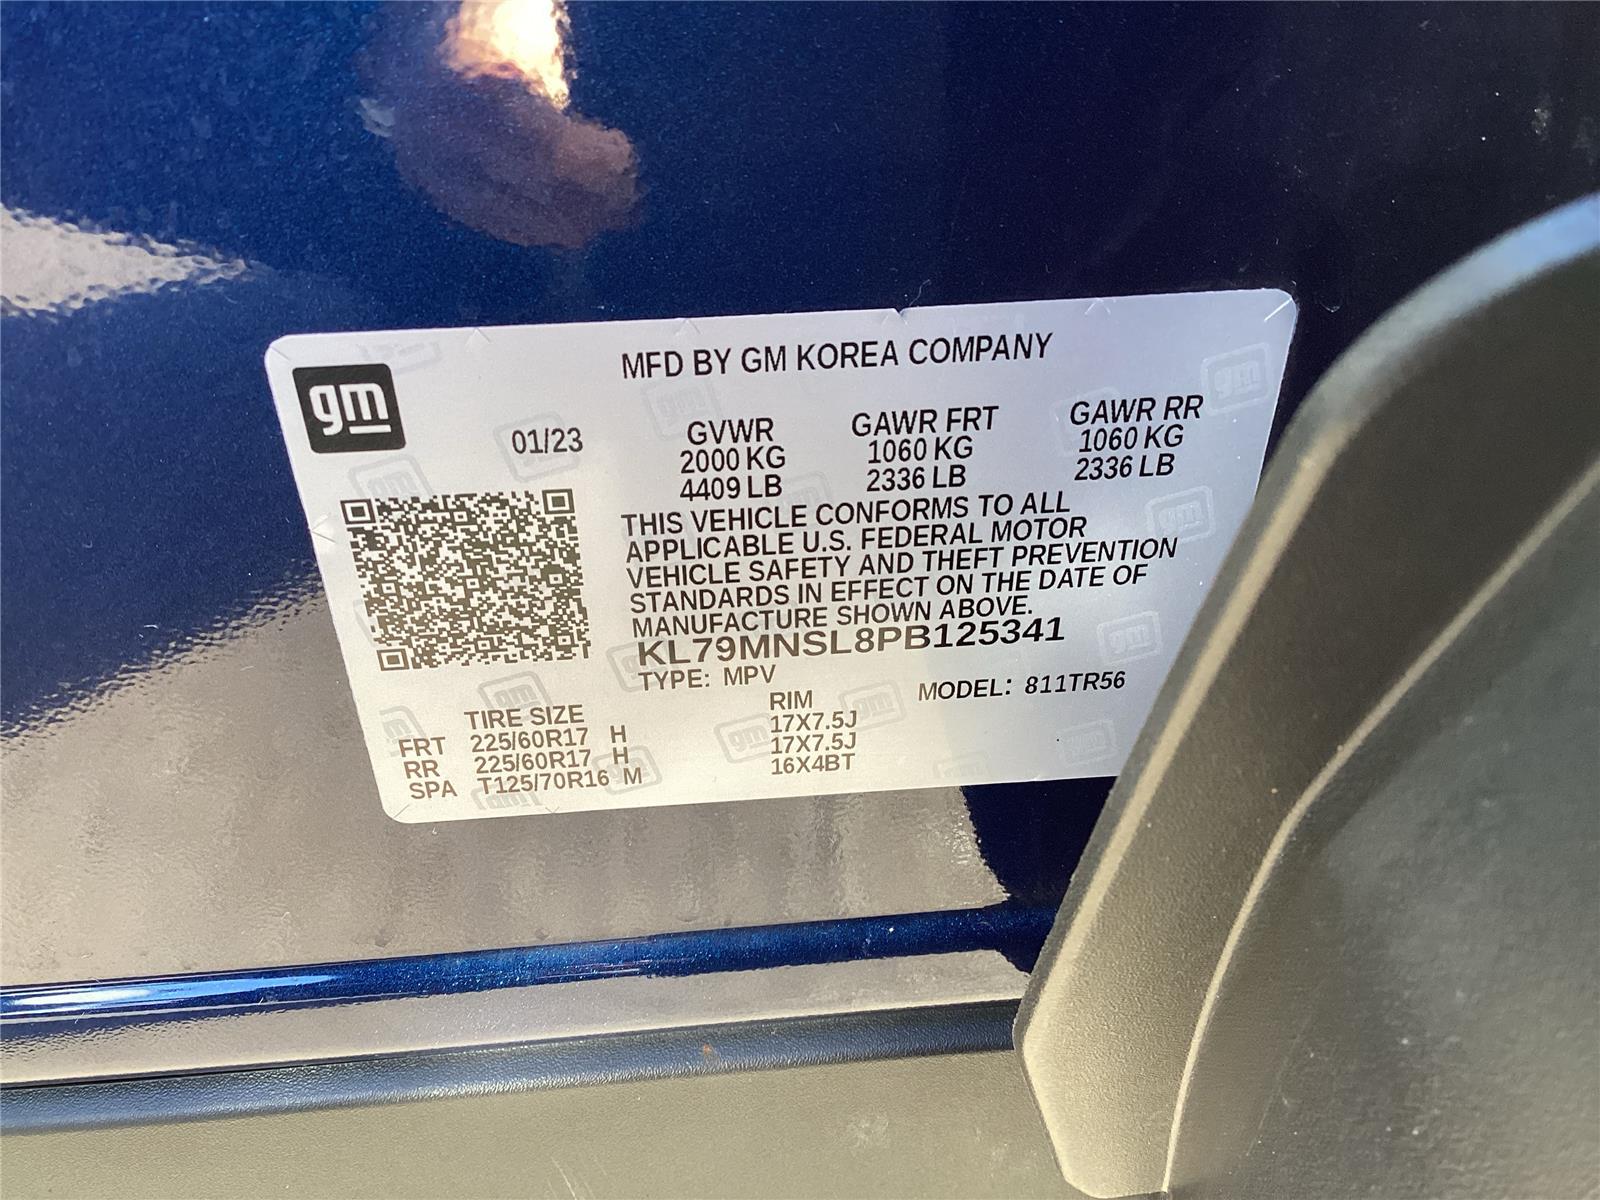 MFD BY GM KOREA COMPANY
gm
01/23
GVWR GAWR FRT GAWR RR
2000 KG 1060 KG 1060 KG
4409 LB 2336 LB 2336 LB
THIS VEHICLE CONFORMS TO ALL
APPLICABLE U.S. FEDERAL MOTOR
VEHICLE SAFETY AND THEFT PREVENTION
STANDARDS IN EFFECT ON THE DATE OF
MANUFACTURE SHOWN ABOVE.
KL79MNSL8PB125341
TYPE: MPV MODEL: 811TR56
TIRE SIZE RIM
FRT 225/60R17 H 17X7.5J
RR 225/60R17 H 17X7.5J
SPA T125/70R16 M 16X4BT